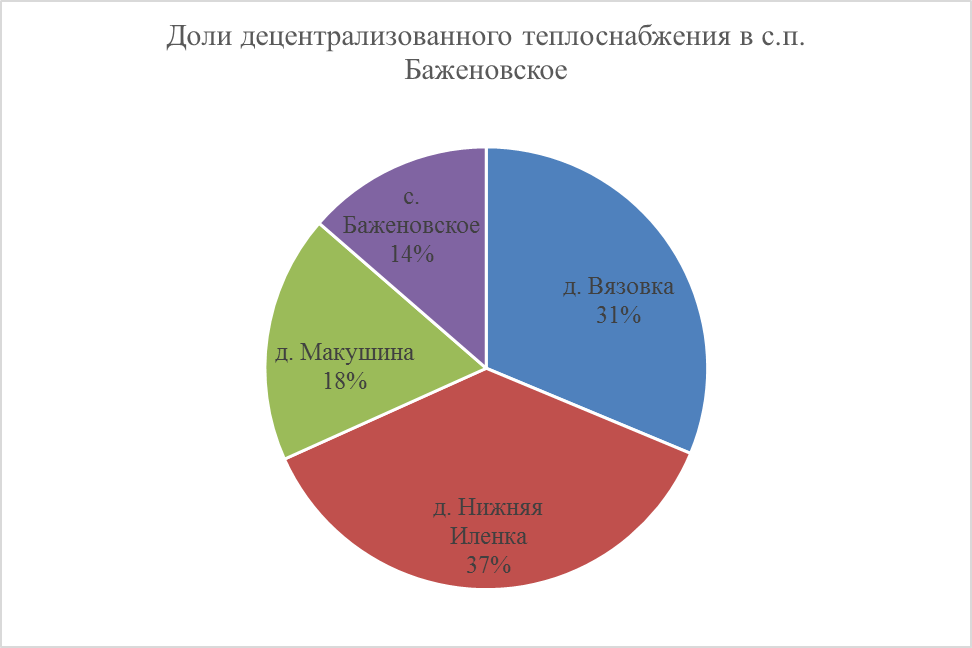 Доли децентрализованного теплоснабжения в с.п.
Баженовское
с.
Баженовское
14%
д. Вязовка
31%
д. Макушина
18%
д. Нижняя
Иленка
37%